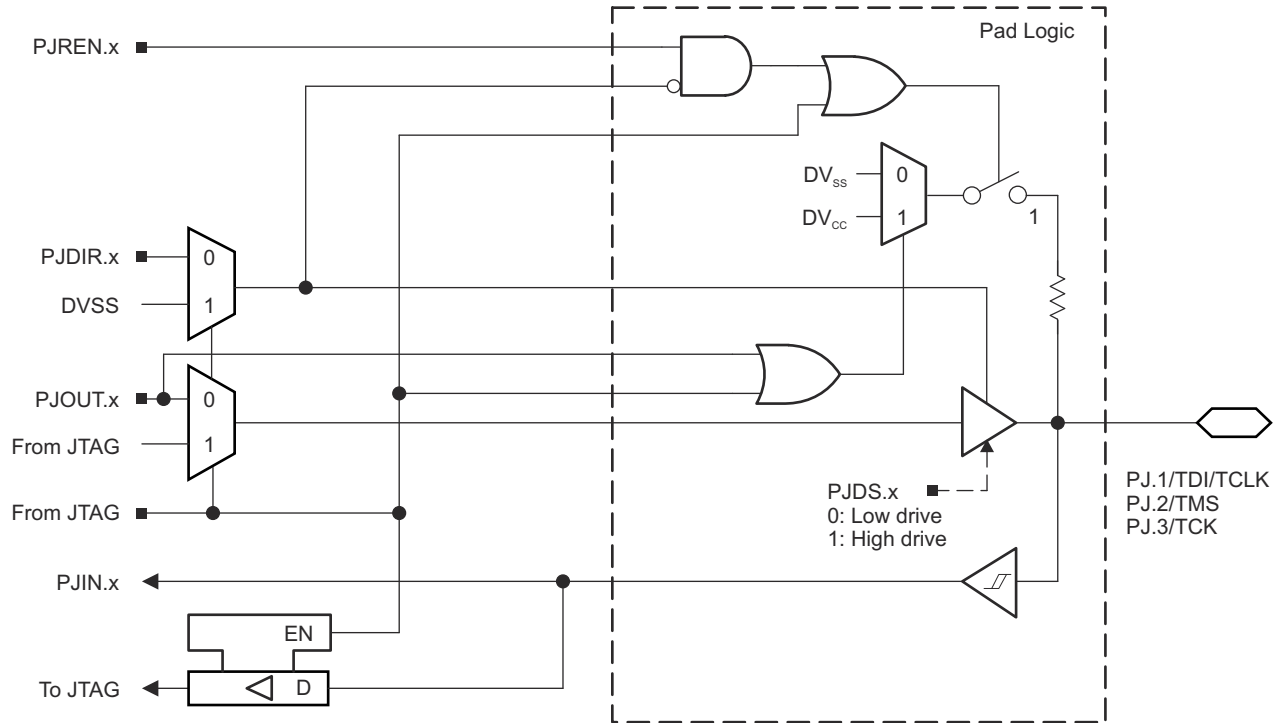 Pad Logic
PJREN.x
DVSS
0
DVCC
1
1
PJDIR.x
0
DVSS
1
PJOUT.x
0
From JTAG
1
PJDS.x
0: Low drive
1: High drive
PJ.1/TDI/TCLK
PJ.2/TMS
PJ.3/TCK
From JTAG
PJIN.x
EN
To JTAG
D